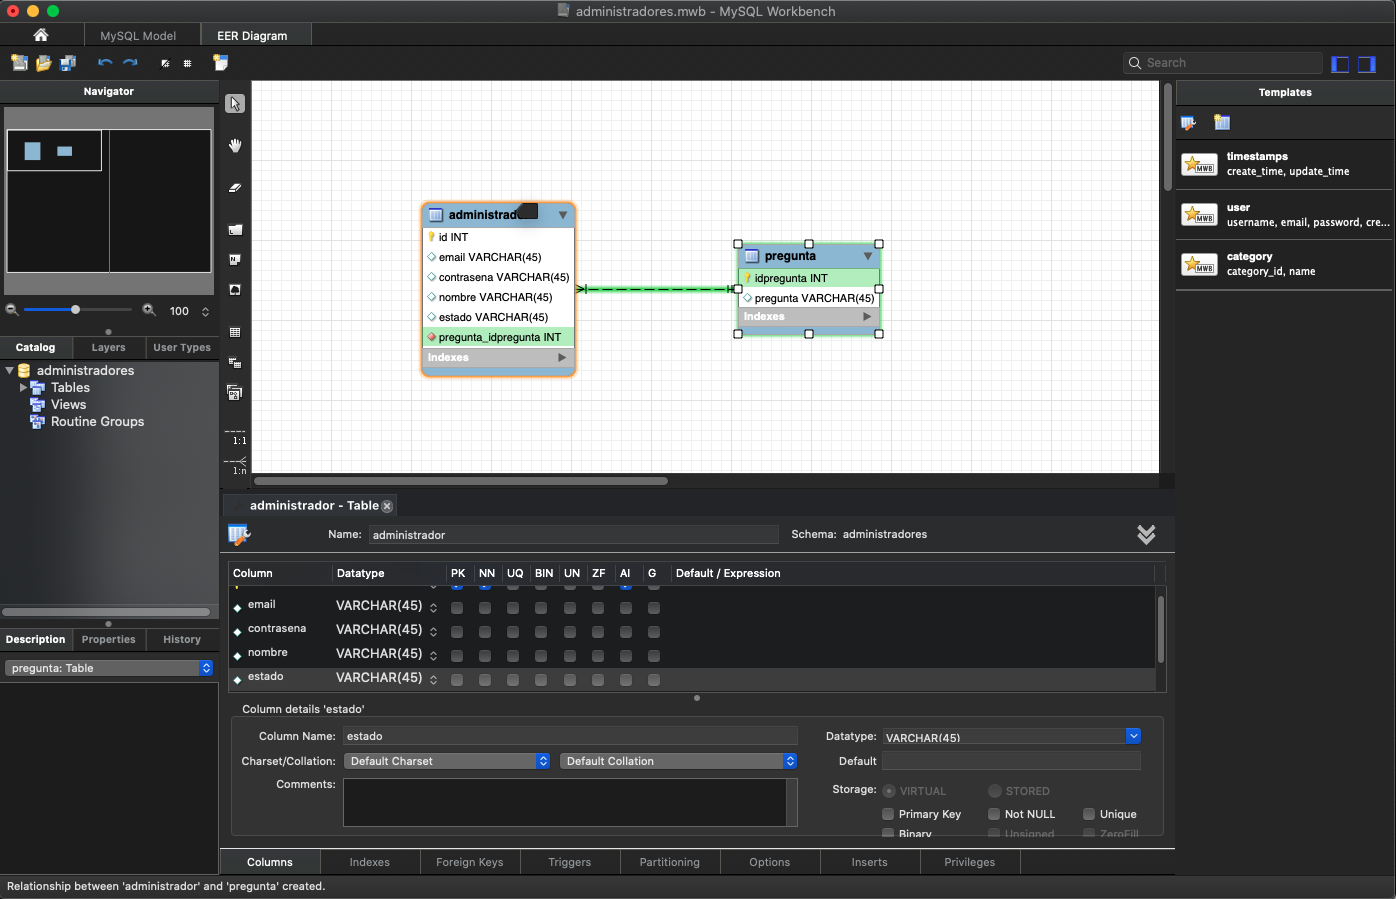 administradores.mwb - MySQL Workbench
MySQL Model
EER Diagram
Search
Navigator
100
Catalog Layers User Types
administradores
Tables
Views
Routine Groups
Description Properties History
pregunta: Table
1:1
1:n
administrad
id INT
email VARCHAR(45)
contrasena VARCHAR(45)
nombre VARCHAR(45)
estado VARCHAR(45)
pregunta_idpregunta INT
Indexes
pregunta
idpregunta INT
pregunta VARCHAR(45)
Indexes
Templates
MWB
timestamps
create_time, update_time
MWB
user
username, email, password, cre...
MWB
category
category_id, name
administrador - Table
Name: administrador Schema: administradores
Column Datatype PK NN UQ BIN UN ZF AI G Default / Expression
email VARCHAR(45)
contrasena VARCHAR(45)
nombre VARCHAR(45)
estado VARCHAR(45)
Column details 'estado'
Column Name: estado
Charset/Collation: Default Charset Default Collation
Comments:
Datatype: VARCHAR(45)
Default
Storage: VIRTUAL STORED
Primary Key Not NULL Unique
Binary Unsigned ZeroFill
Columns Indexes Foreign Keys Triggers Partitioning Options Inserts Privileges
Relationship between 'administrador' and 'pregunta' created.